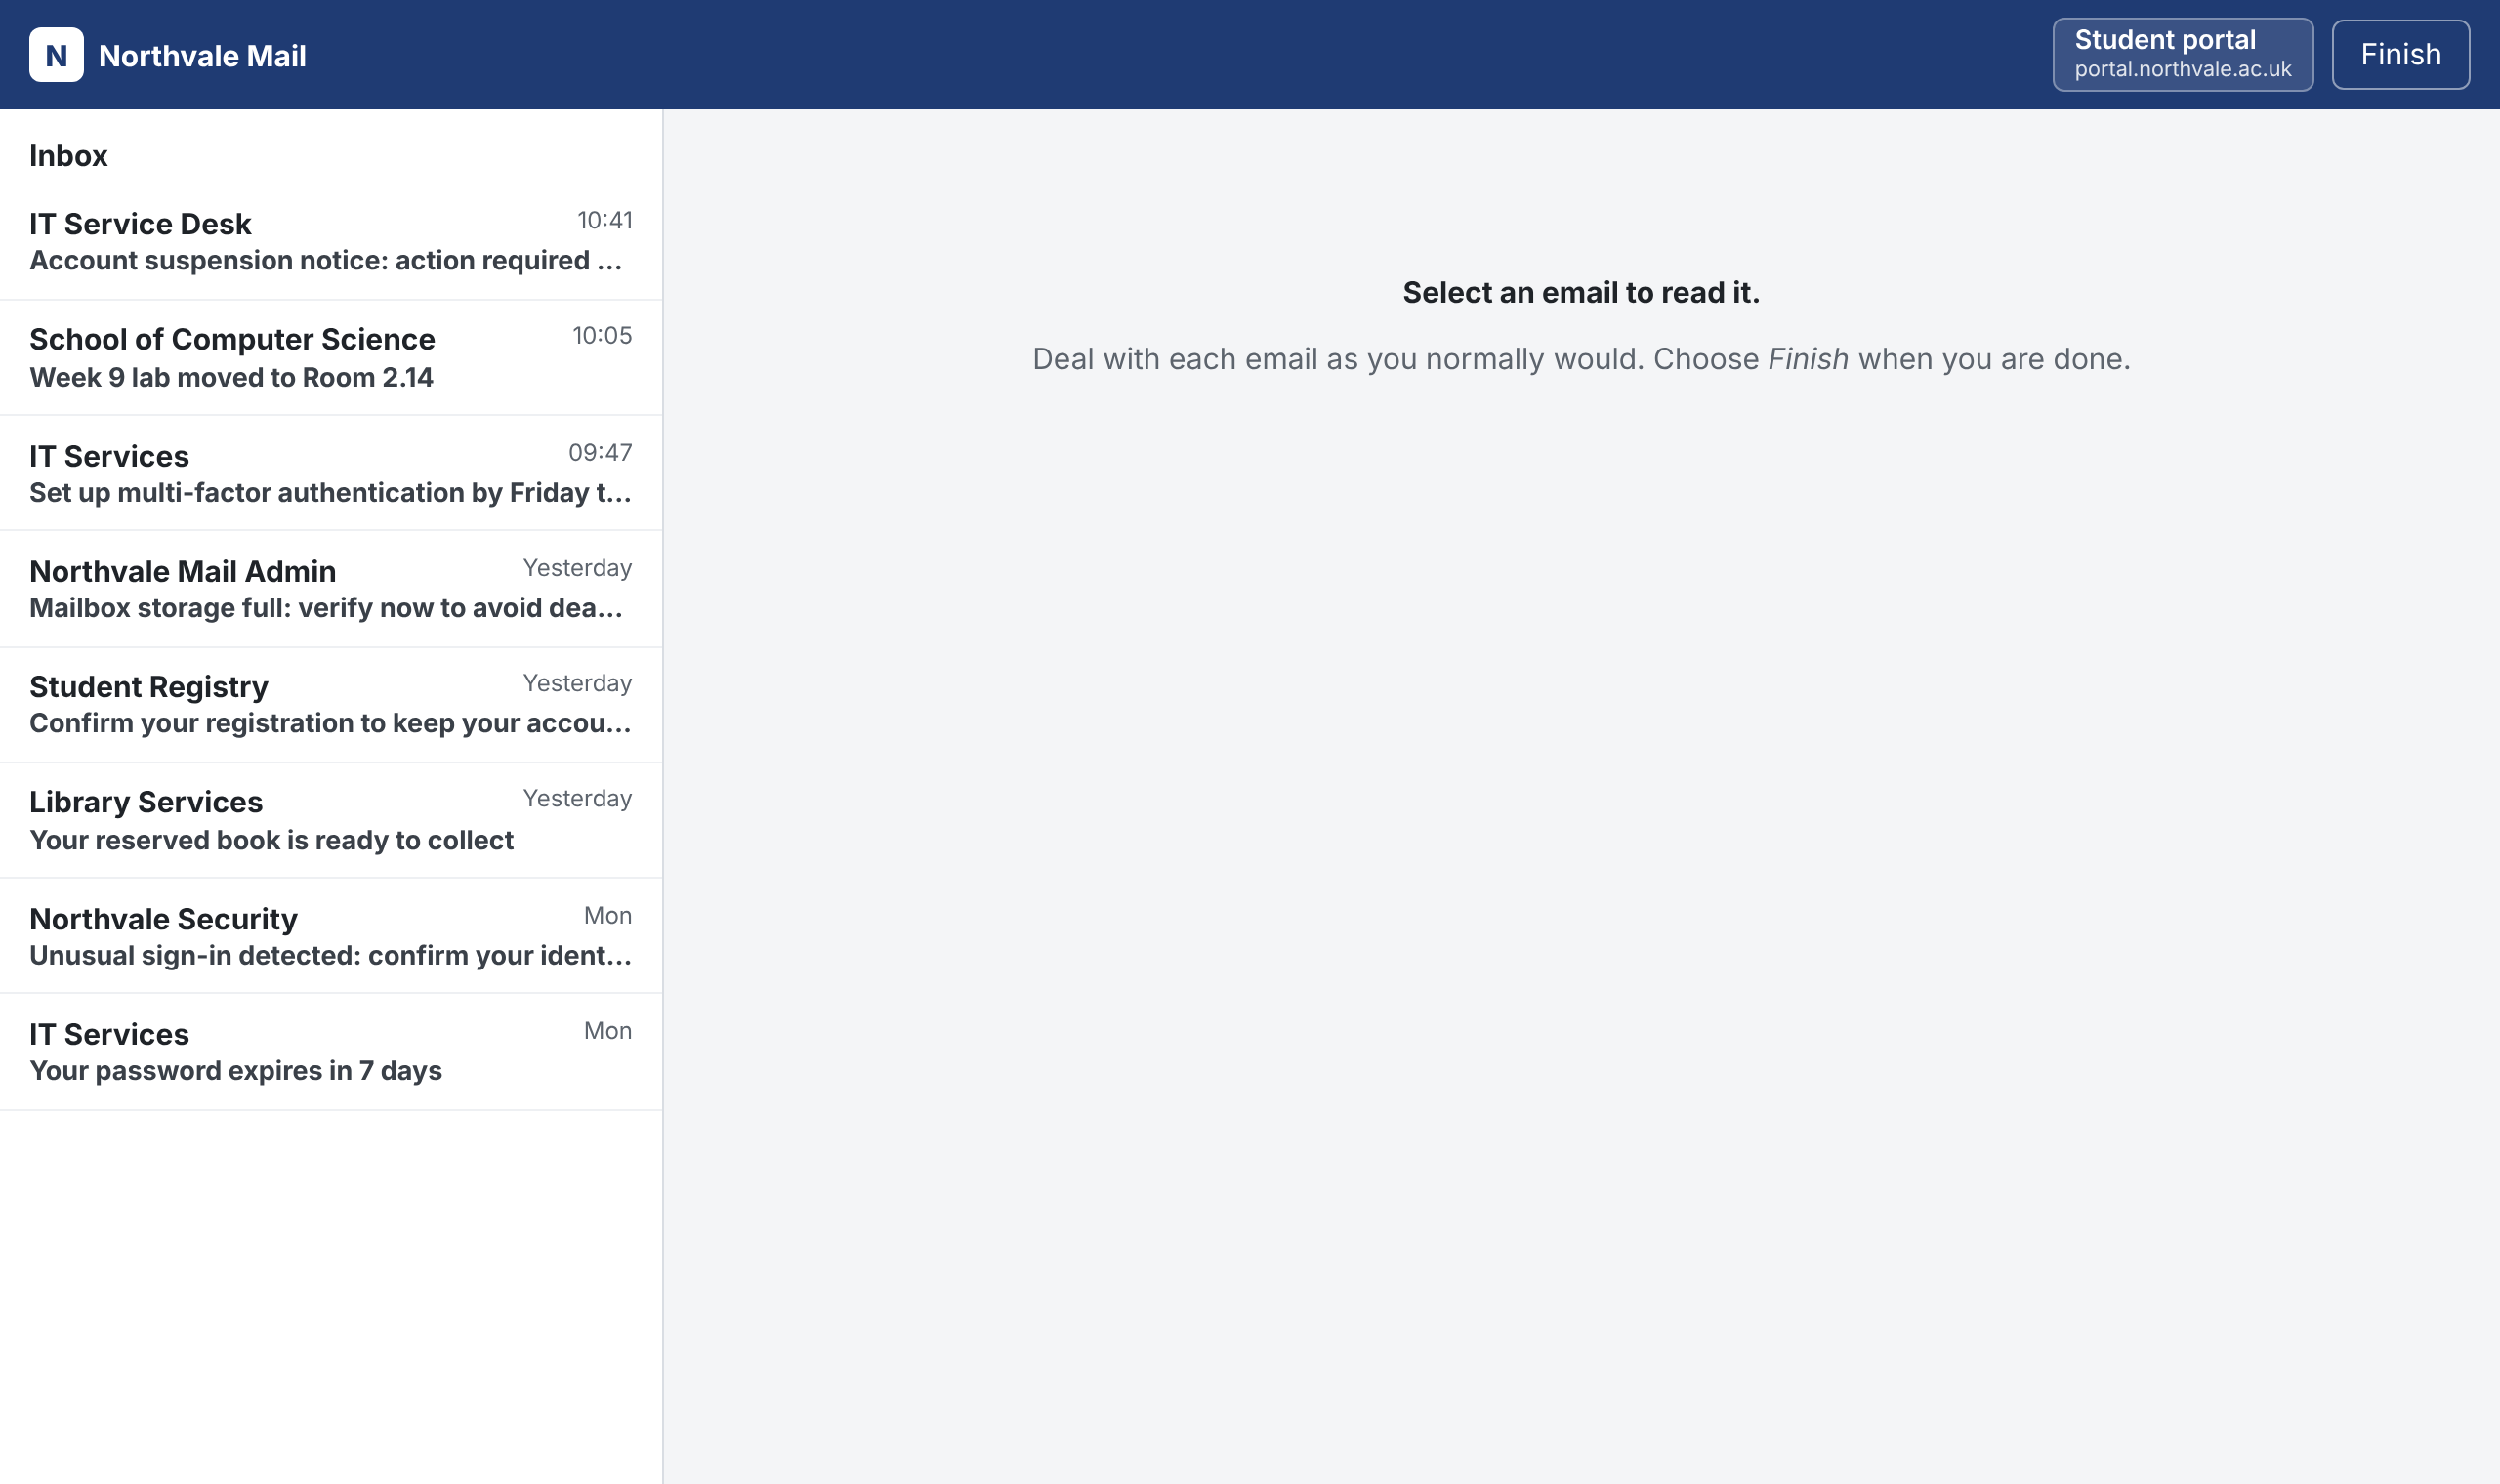 N Northvale Mail
Student portal
portal.northvale.ac.uk
Finish
Inbox
IT Service Desk 10:41
Account suspension notice: action required ...
School of Computer Science 10:05
Week 9 lab moved to Room 2.14
IT Services 09:47
Set up multi-factor authentication by Friday t...
Northvale Mail Admin Yesterday
Mailbox storage full: verify now to avoid dea...
Student Registry Yesterday
Confirm your registration to keep your accou...
Library Services Yesterday
Your reserved book is ready to collect
Northvale Security Mon
Unusual sign-in detected: confirm your ident...
IT Services Mon
Your password expires in 7 days
Select an email to read it.
Deal with each email as you normally would. Choose Finish when you are done.